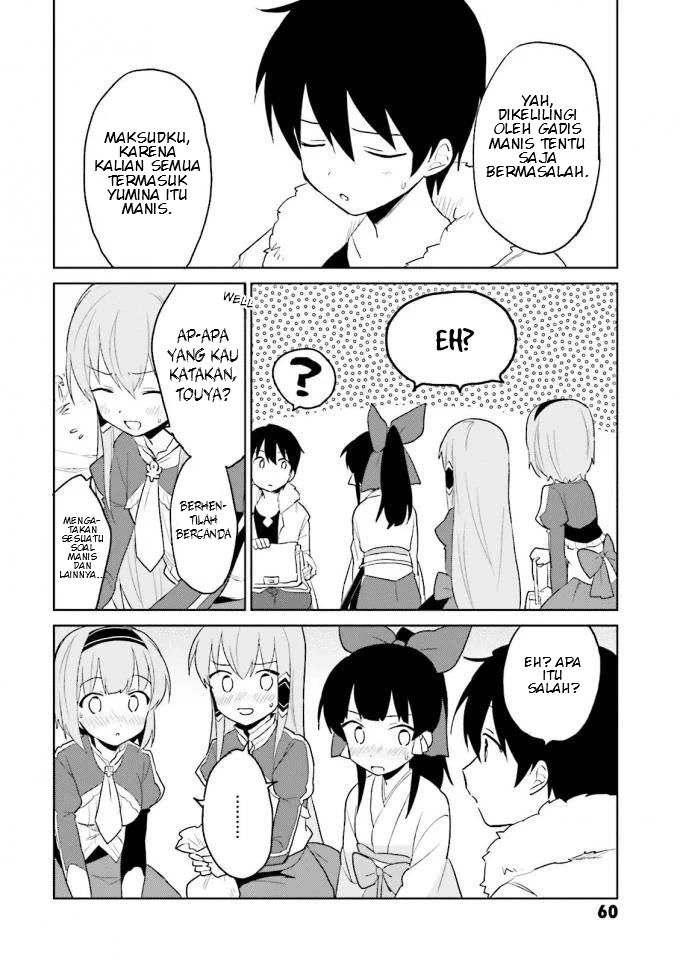 YAH,
DIKELILINGI
OLEH GADIS
MANIS TENTU
SAJA
BERMASALAH.
MAKSUDKU,
KARENA
KALIAN SEMUA
TERMASUK
YUMINA ITU
MANIS.
EH?
?
WELL
AP-APA
YANG KAU
KATAKAN,
TOUYA?
BERHEN-
TILAH
BERCANDA
MENGA-
TAKAN
SESUATU
SOAL
MANIS
DAN
LAINNYA...
EH? APA
ITU
SALAH?
.........
60